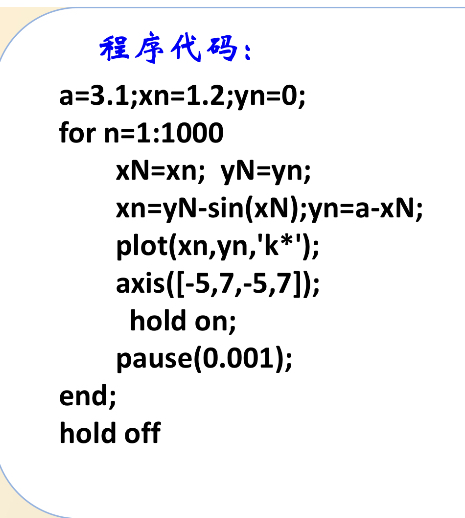 程序代码:
a=3.1;xn=1.2;yn=0;
for n=1:1000
xN=xn; yN=yn;
xn=yN-sin(xN);yn=a-xN;
plot(xn,yn,'k*');
axis([-5,7,-5,7]);
hold on;
pause(0.001);
end;
hold off